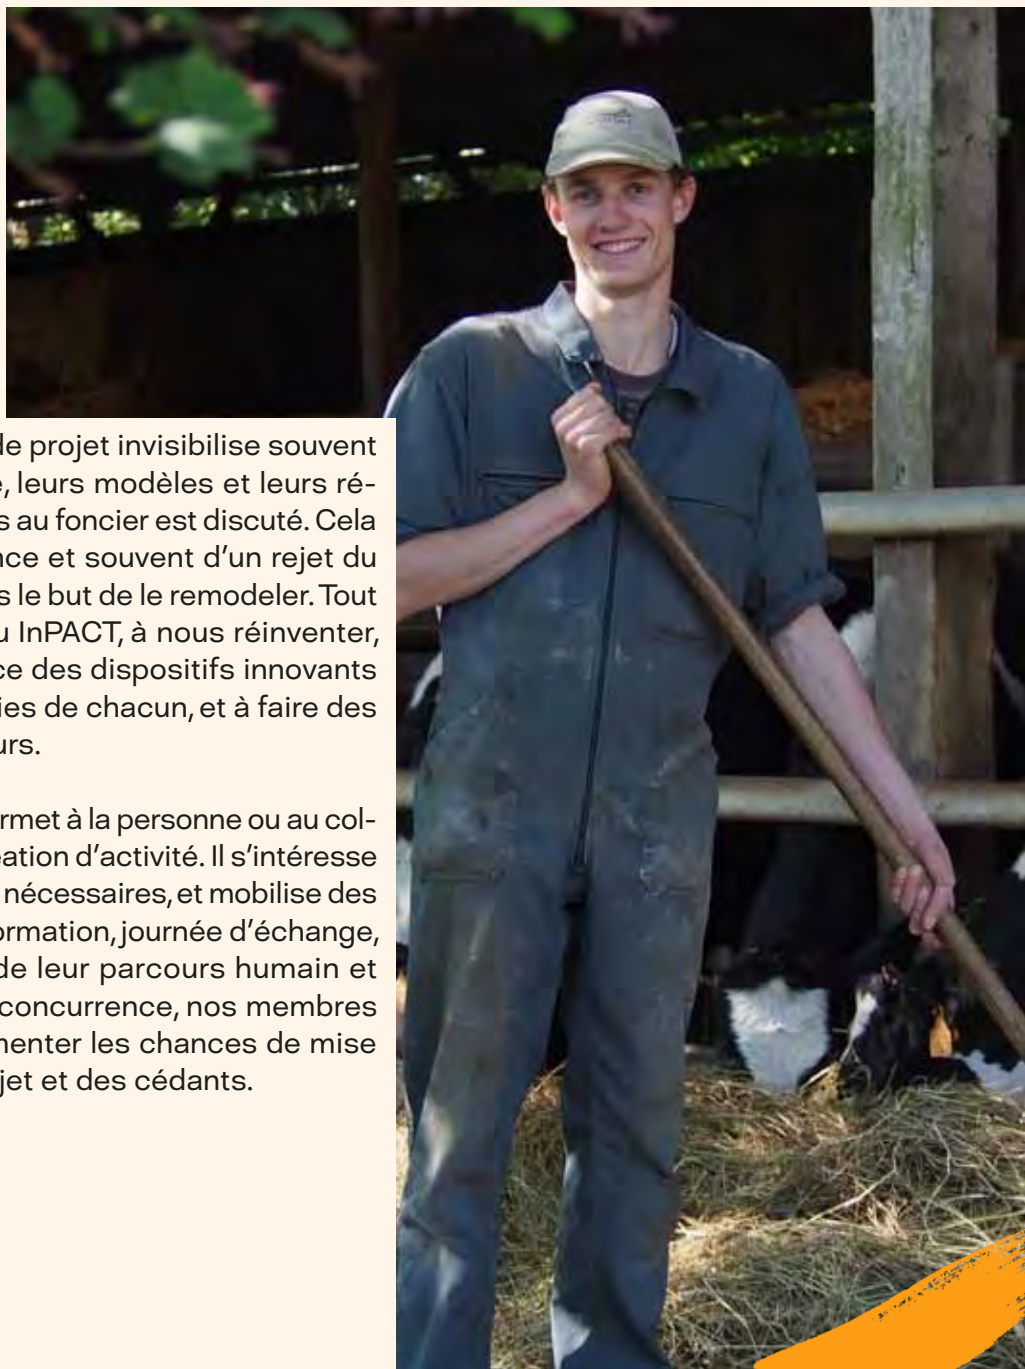 de projet invisibilise souvent
, leurs modèles et leurs ré-
s au foncier est discuté. Cela
nce et souvent d’un rejet du
s le but de le remodeler. Tout
u InPACT, à nous réinventer,
ce des dispositifs innovants
ies de chacun, et à faire des
urs.
rmet à la personne ou au col-
éation d’activité. Il s’intéresse
nécessaires, et mobilise des
ormation, journée d’échange,
de leur parcours humain et
concurrence, nos membres
menter les chances de mise
jet et des cédants.